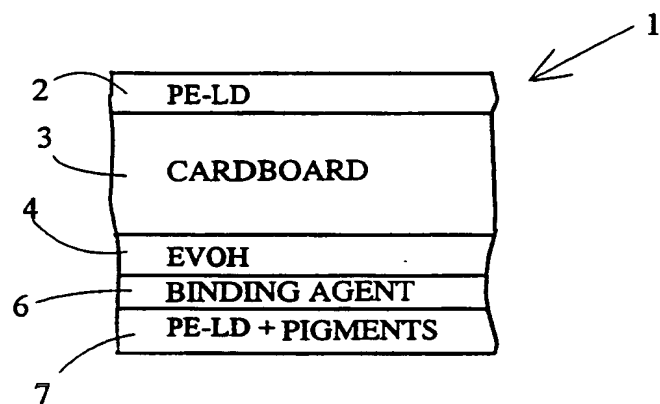 1
2 PE-LD
3 CARDBOARD
4 EVOH
6 BINDING AGENT
7 PE-LD + PIGMENTS